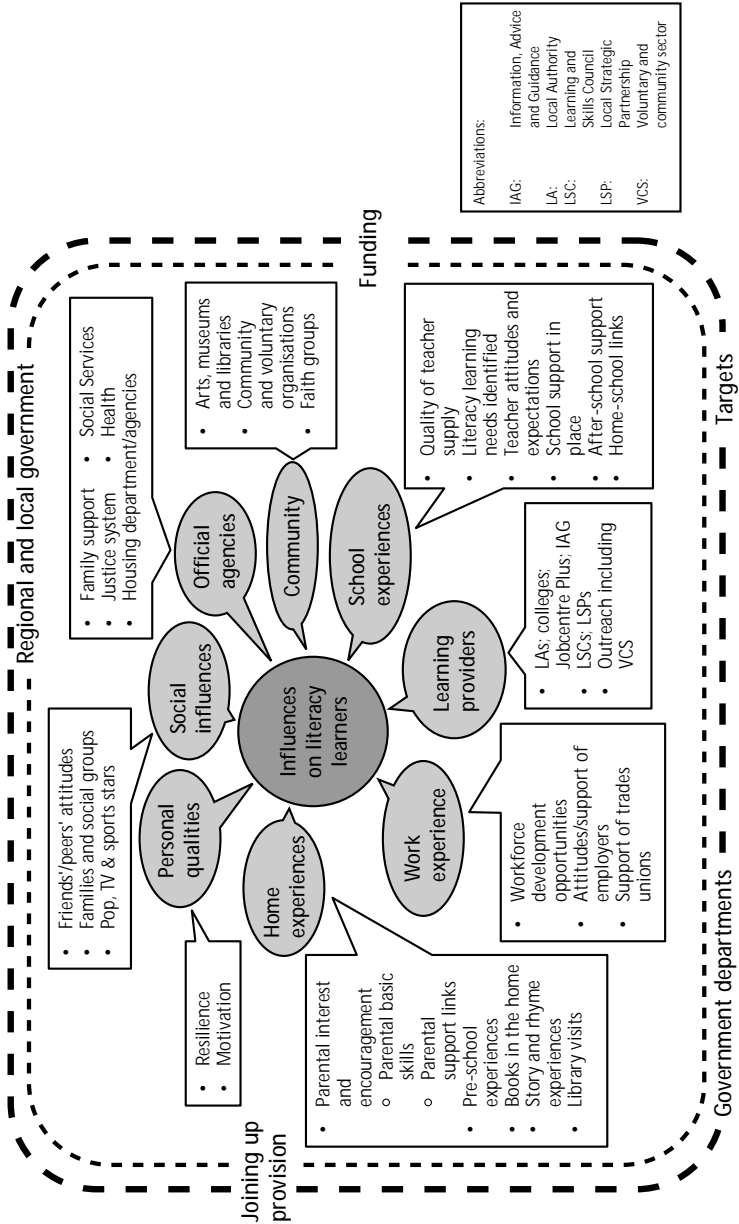 Regional and local government
• Friends'/peers' attitudes
• Families and social groups
• Pop, TV & sports stars
• Family support
• Justice system
• Housing department/agencies
• Social Services
• Health
• Resilience
• Motivation
Personal
qualities
Social
influences
Official
agencies
• Arts, museums
and libraries
• Community
and voluntary
organisations
• Faith groups
Community
Joining up
provision
Home
experiences
Influences
on literacy
learners
School
experiences
Funding
• Parental interest
and
encouragement
○ Parental basic
skills
○ Parental
support links
• Pre-school
experiences
• Books in the home
• Story and rhyme
experiences
• Library visits
Work
experience
Learning
providers
• Workforce
development
opportunities
• Attitudes/support of
employers
• Support of trades
unions
• LAs; colleges;
Jobcentre Plus; IAG
LSCs; LSPs
• Outreach including
VCS
• Quality of teacher
supply
• Literacy learning
needs identified
• Teacher attitudes and
expectations
• School support in
place
• After-school support
• Home-school links
Government departments
Targets
Abbreviations:
IAG: Information, Advice
and Guidance
LA: Local Authority
LSC: Learning and
Skills Council
LSP: Local Strategic
Partnership
VCS: Voluntary and
community sector